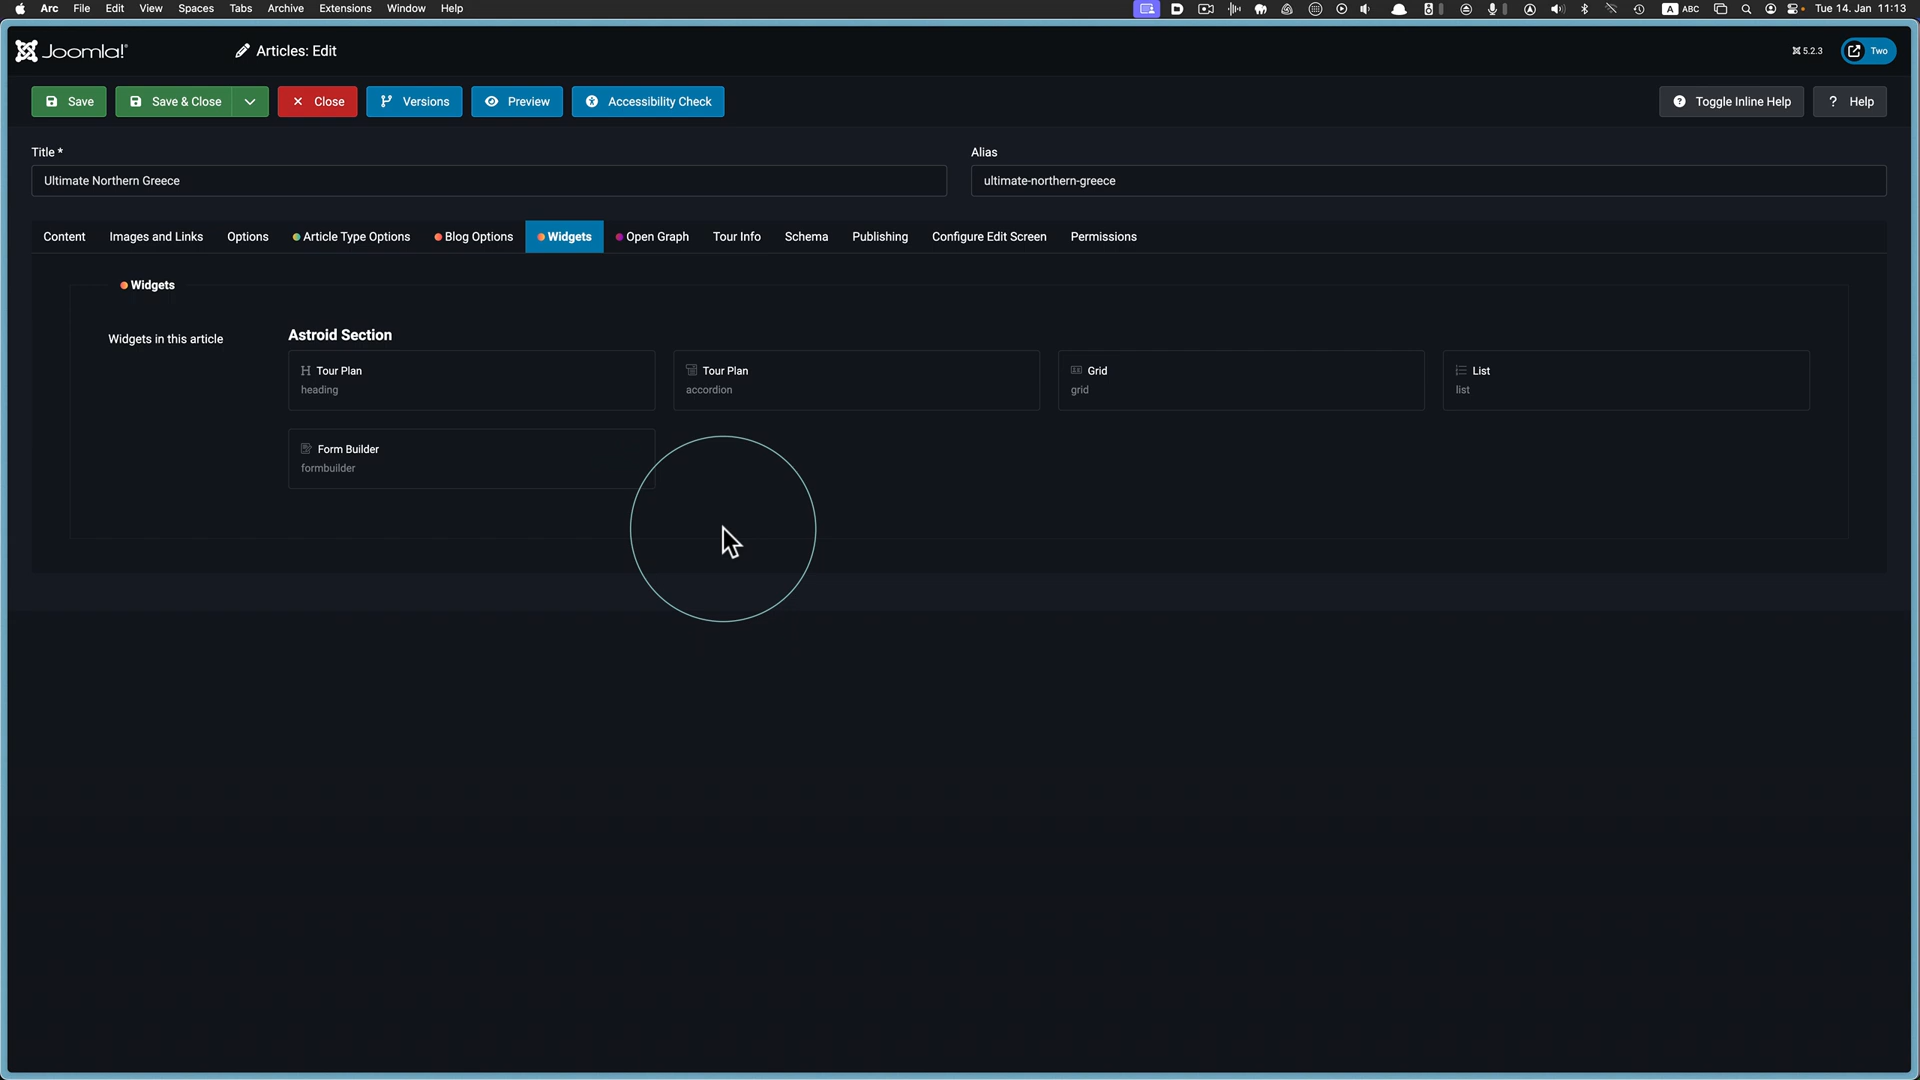 Arc File Edit View Spaces Tabs Archive Extensions Window Help A ABC Tue 14. Jan 11:13
Joomla!® Articles: Edit 5.2.3 Two
Save Save & Close Close Versions Preview Accessibility Check Toggle Inline Help ? Help
Title * Alias
Ultimate Northern Greece ultimate-northern-greece
Content Images and Links Options Article Type Options Blog Options Widgets Open Graph Tour Info Schema Publishing Configure Edit Screen Permissions
Widgets
Widgets in this article Astroid Section
Tour Plan Tour Plan Grid List
heading accordion grid list
Form Builder
formbuilder